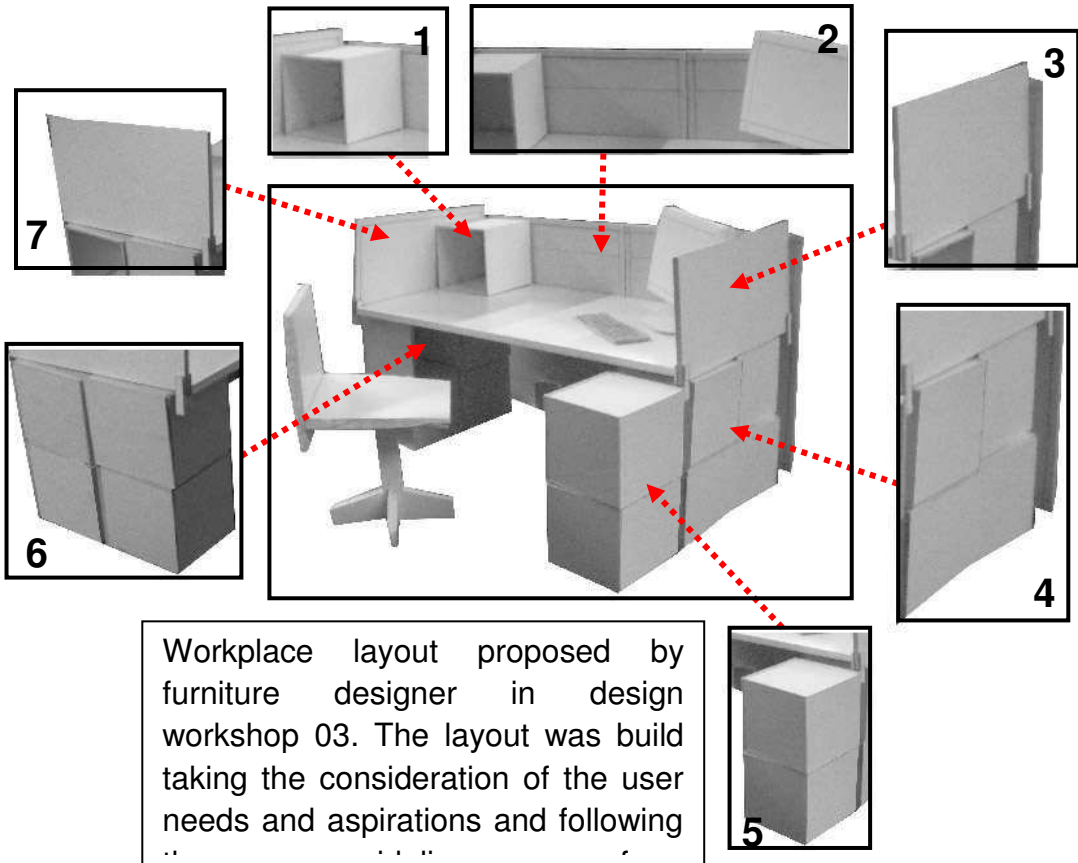 1
2
3
7
6
4
5
Workplace layout proposed by
furniture designer in design
workshop 03. The layout was build
taking the consideration of the user
needs and aspirations and following